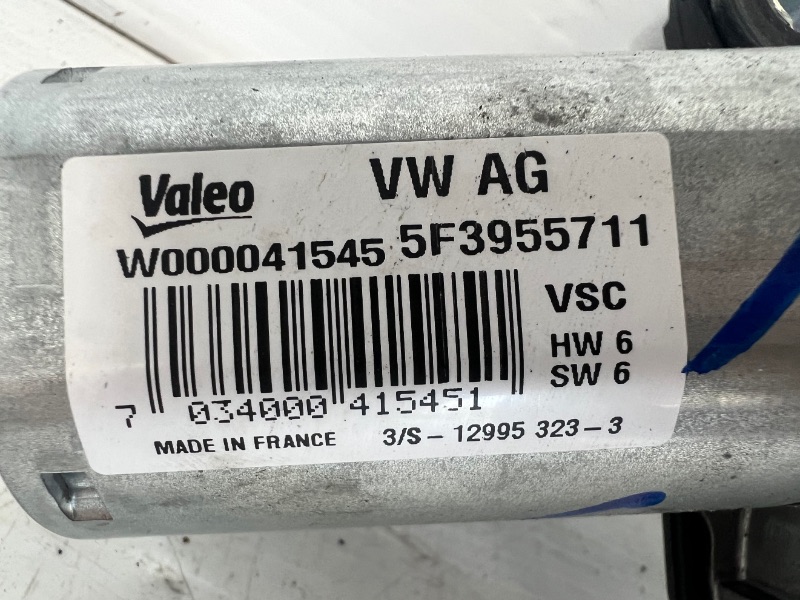 Valeo VW AG
W000041545 5F3955711
VSC
HW 6
SW 6
7 034000 415451
MADE IN FRANCE 3/S - 12995 323 - 3